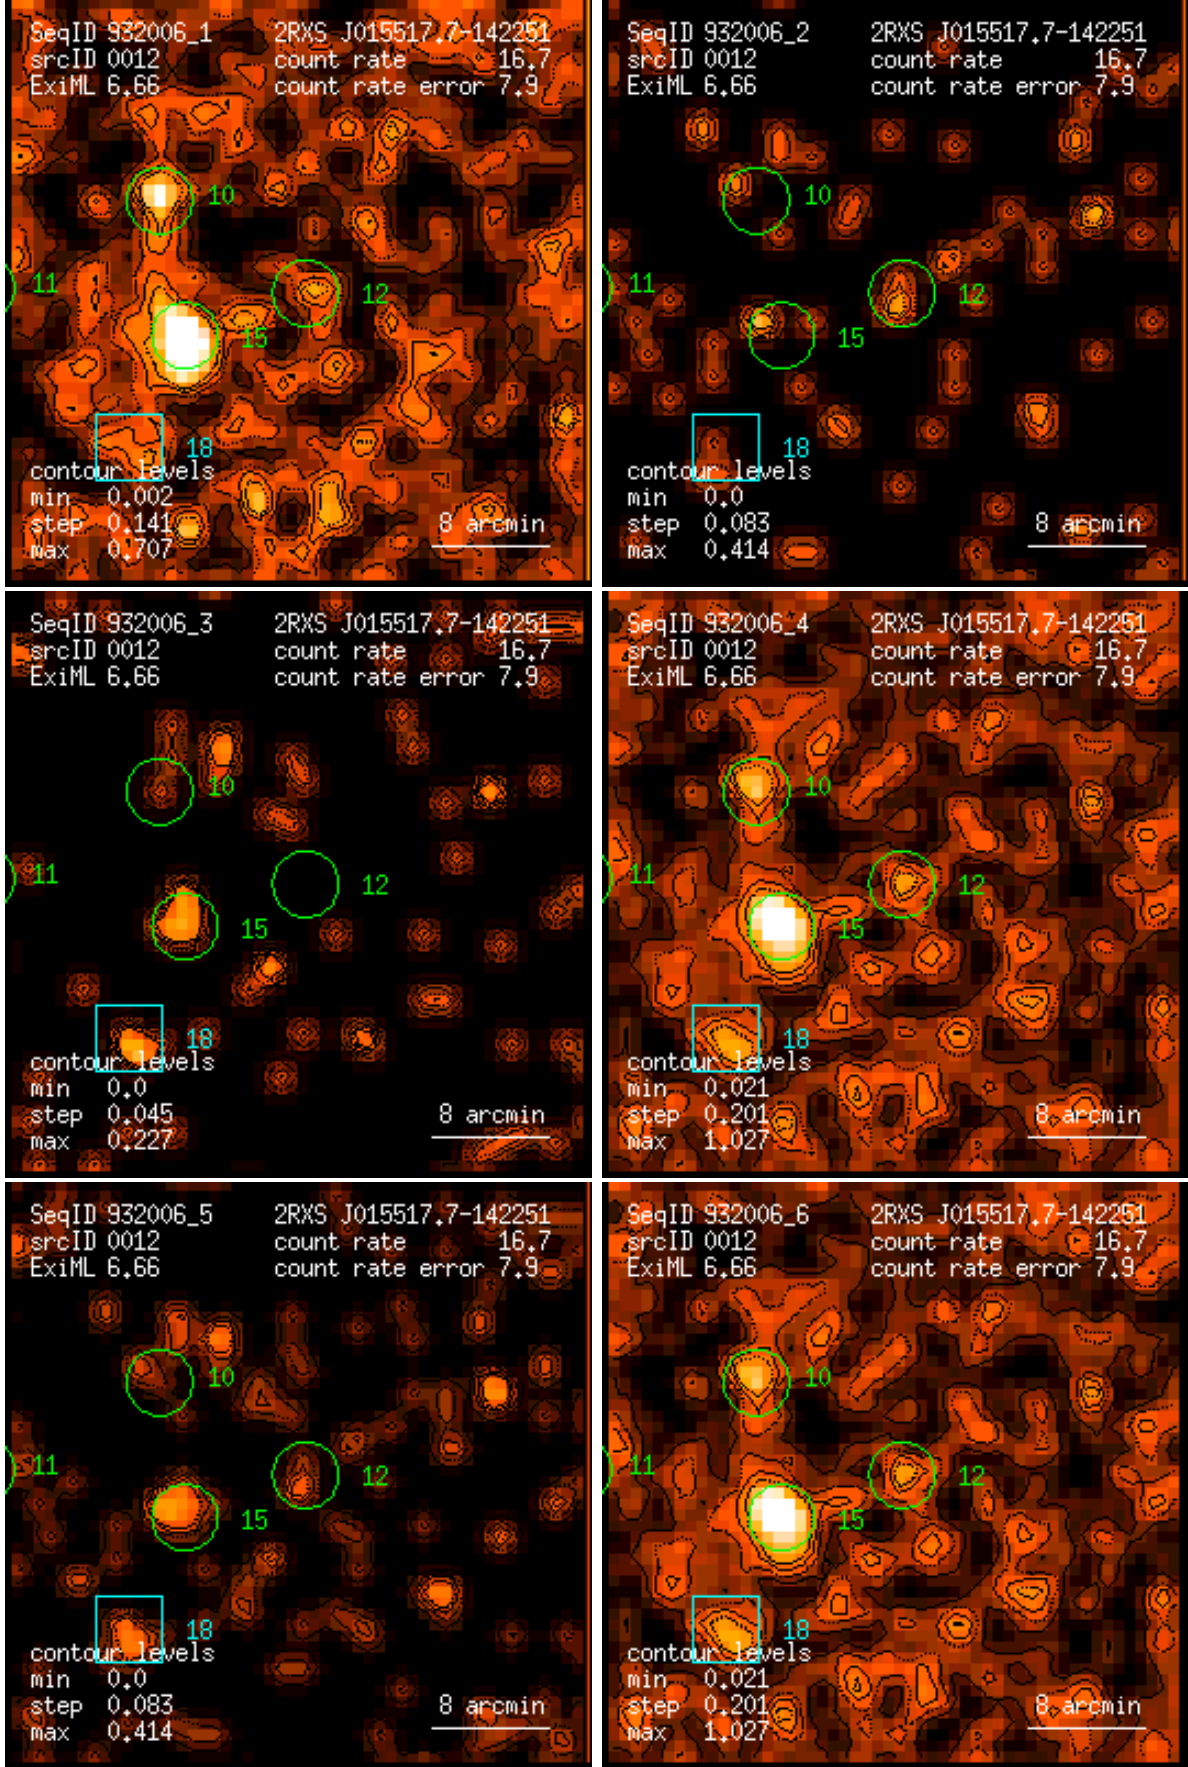 SeqID 932006_1 2RXS J015517.7-142251
srcID 0012 count rate 16.7
ExiML 6.66 count rate error 7.9
10
11
12
15
18
contour levels
min 0.002
step 0.141
max 0.707
8 arcmin
SeqID 932006_2 2RXS J015517.7-142251
srcID 0012 count rate 16.7
ExiML 6.66 count rate error 7.9
10
11
12
15
18
contour levels
min 0.0
step 0.083
max 0.414
8 arcmin
SeqID 932006_3 2RXS J015517.7-142251
srcID 0012 count rate 16.7
ExiML 6.66 count rate error 7.9
10
11
12
15
18
contour levels
min 0.0
step 0.045
max 0.227
8 arcmin
SeqID 932006_4 2RXS J015517.7-142251
srcID 0012 count rate 16.7
ExiML 6.66 count rate error 7.9
10
11
12
15
18
contour levels
min 0.021
step 0.201
max 1.027
8 arcmin
SeqID 932006_5 2RXS J015517.7-142251
srcID 0012 count rate 16.7
ExiML 6.66 count rate error 7.9
10
11
12
15
18
contour levels
min 0.0
step 0.083
max 0.414
8 arcmin
SeqID 932006_6 2RXS J015517.7-142251
srcID 0012 count rate 16.7
ExiML 6.66 count rate error 7.9
10
11
12
15
18
contour levels
min 0.021
step 0.201
max 1.027
8 arcmin